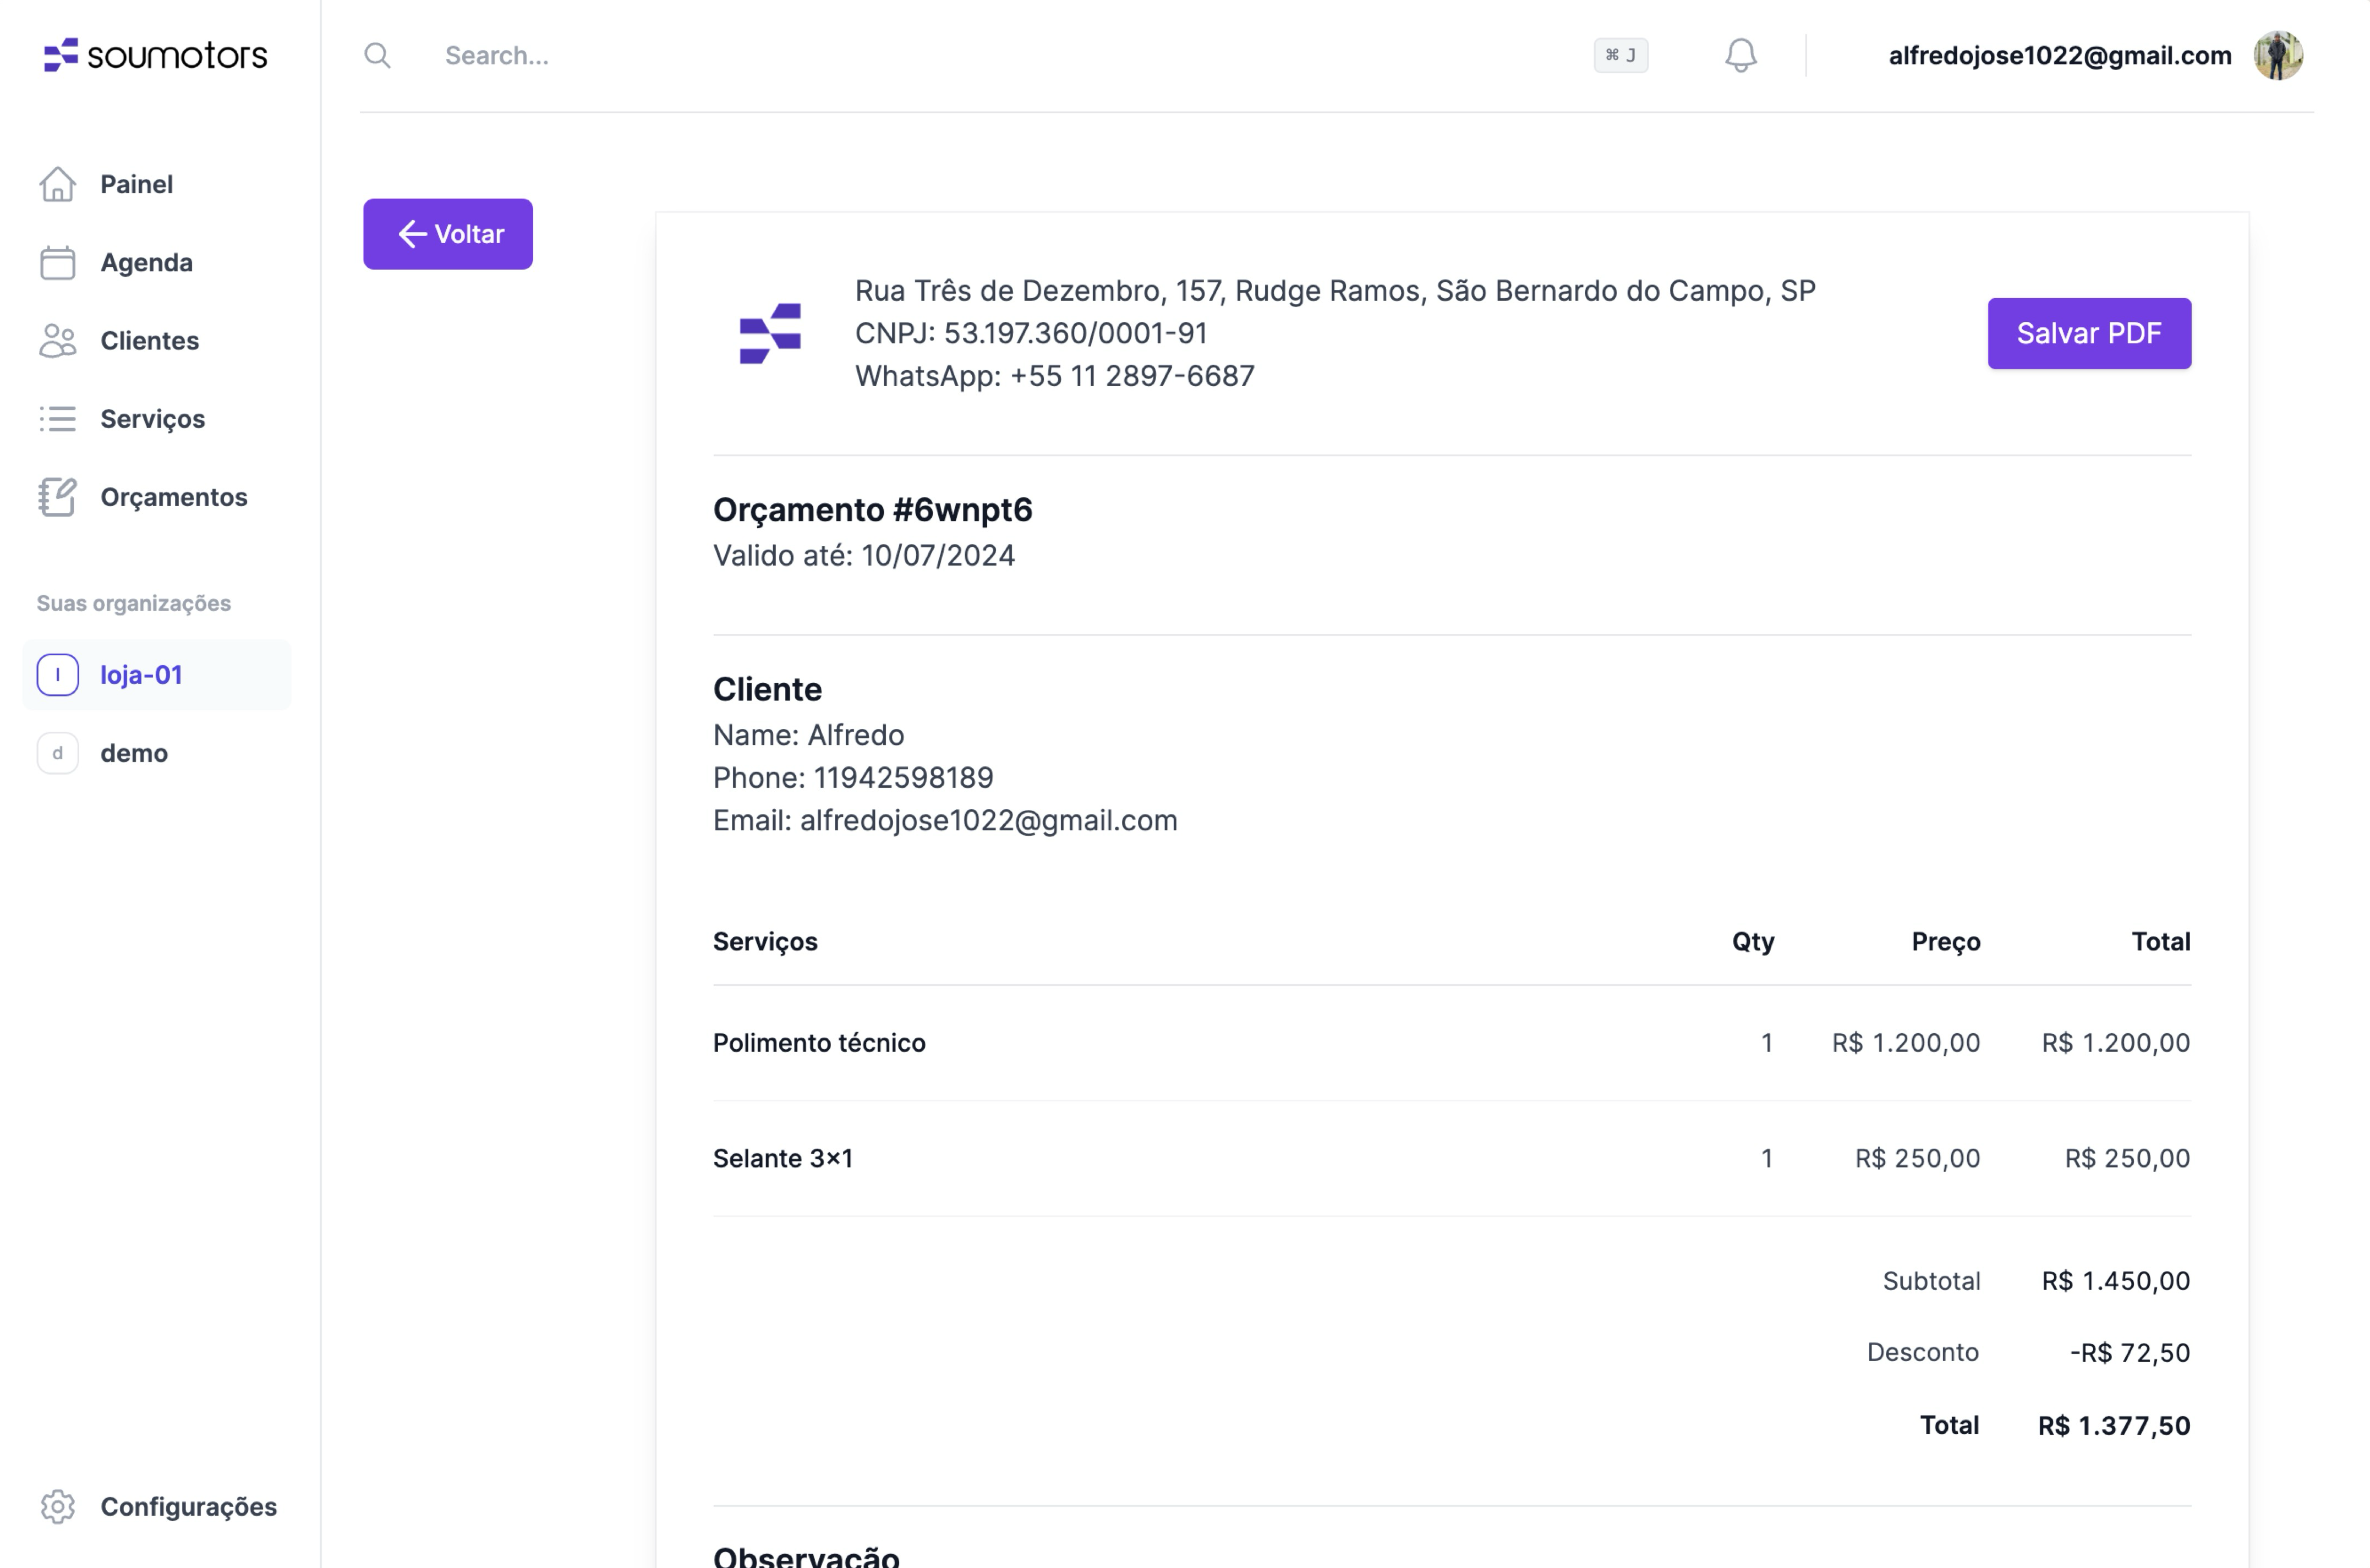 soumotors
Search...
⌘ J
alfredojose1022@gmail.com
Painel
Agenda
Clientes
Serviços
Orçamentos
Suas organizações
l loja-01
d demo
Configurações
Voltar
Rua Três de Dezembro, 157, Rudge Ramos, São Bernardo do Campo, SP
CNPJ: 53.197.360/0001-91
WhatsApp: +55 11 2897-6687
Salvar PDF
Orçamento #6wnpt6
Valido até: 10/07/2024
Cliente
Name: Alfredo
Phone: 11942598189
Email: alfredojose1022@gmail.com
Serviços Qty Preço Total
Polimento técnico 1 R$ 1.200,00 R$ 1.200,00
Selante 3×1 1 R$ 250,00 R$ 250,00
Subtotal R$ 1.450,00
Desconto -R$ 72,50
Total R$ 1.377,50
Observação